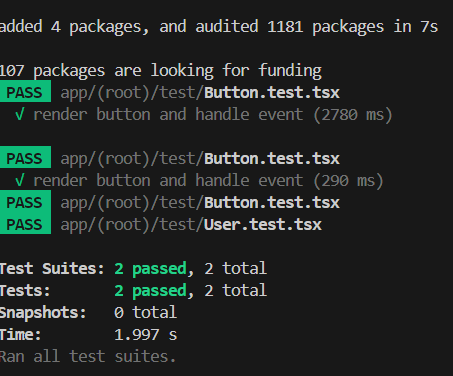 added 4 packages, and audited 1181 packages in 7s
107 packages are looking for funding
PASS app/(root)/test/Button.test.tsx
√ render button and handle event (2780 ms)
PASS app/(root)/test/Button.test.tsx
√ render button and handle event (290 ms)
PASS app/(root)/test/Button.test.tsx
PASS app/(root)/test/User.test.tsx
Test Suites: 2 passed, 2 total
Tests: 2 passed, 2 total
Snapshots: 0 total
Time: 1.997 s
Ran all test suites.